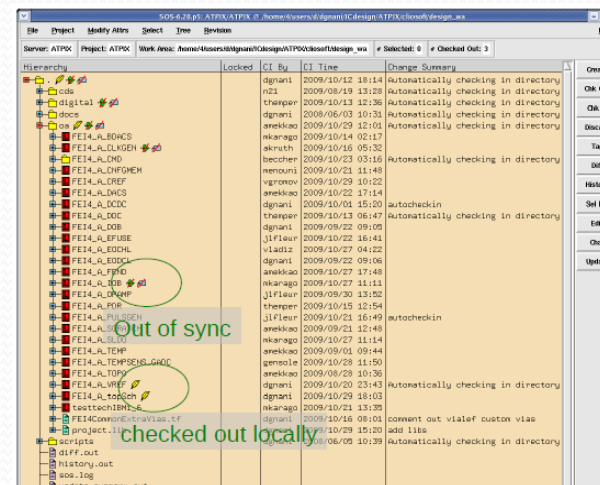 SOS-6.20.p5: ATPIX/ATPIX @ /home/4/users/d/dgnani/ICdesign/ATPIX/cliosoft/design_wa
File Project Modify Attrs Select Tree Revision
Server: ATPIX Project: ATPIX Work Area: /home/4/users/d/dgnani/ICdesign/ATPIX/cliosoft/design_wa # Selected: 0 # Checked Out: 3
Hierarchy Locked CI By CI Time Change Summary
. dgnani 2009/10/12 18:14 Automatically checking in directory
cds n21 2009/08/19 13:28 Automatically checking in directory
digital themper 2009/10/13 12:36 Automatically checking in directory
docs dgnani 2008/06/03 10:31 Automatically checking in directory
oa amekkao 2009/10/29 12:01 Automatically checking in directory
FEI4_A_BDACS mkarago 2009/10/14 02:17
FEI4_A_CLKGEN akruth 2009/10/16 05:32
FEI4_A_CMD beccher 2009/10/23 03:16 Automatically checking in directory
FEI4_A_CNFGMEM menouni 2009/10/21 11:48
FEI4_A_CREF vgromov 2009/10/29 10:22
FEI4_A_DACS amekkao 2009/10/22 17:14
FEI4_A_DCDC dgnani 2009/10/01 15:20 autocheckin
FEI4_A_DDC themper 2009/10/13 06:47 Automatically checking in directory
FEI4_A_DOB dgnani 2009/09/22 09:05
FEI4_A_EFUSE jlfleur 2009/10/22 16:41
FEI4_A_EOCHL vladiz 2009/10/27 04:22
FEI4_A_EODCL dgnani 2009/09/22 09:06
FEI4_A_FEND amekkao 2009/10/27 17:48
FEI4_A_IOB mkarago 2009/10/27 11:11
FEI4_A_OPAMP jlfleur 2009/09/30 13:52
FEI4_A_POR themper 2009/10/15 12:54
FEI4_A_PULSGEN jlfleur 2009/10/21 16:49 autocheckin
Out of sync
amekkao 2009/09/21 12:48
FEI4_A_SLDO mkarago 2009/10/27 11:14
FEI4_A_TEMP amekkao 2009/09/01 09:44
FEI4_A_TEMPSENS_GADC gensole 2009/10/28 11:50
FEI4_A_TOPA amekkao 2009/08/28 10:36
FEI4_A_VREF dgnani 2009/10/20 23:43 Automatically checking in directory
FEI4_A_topSch dgnani 2009/10/29 18:03
testtechIBM1_6 mkarago 2009/10/21 13:35
FEI4CommonExtraVias.tf dgnani 2009/10/16 08:01 comment out vialef custom vias
project.lib 2009/10/29 15:20 add libs
checked out locally
scripts dgnani 2008/06/05 10:39 Automatically checking in directory
diff.out
history.out
sos.log